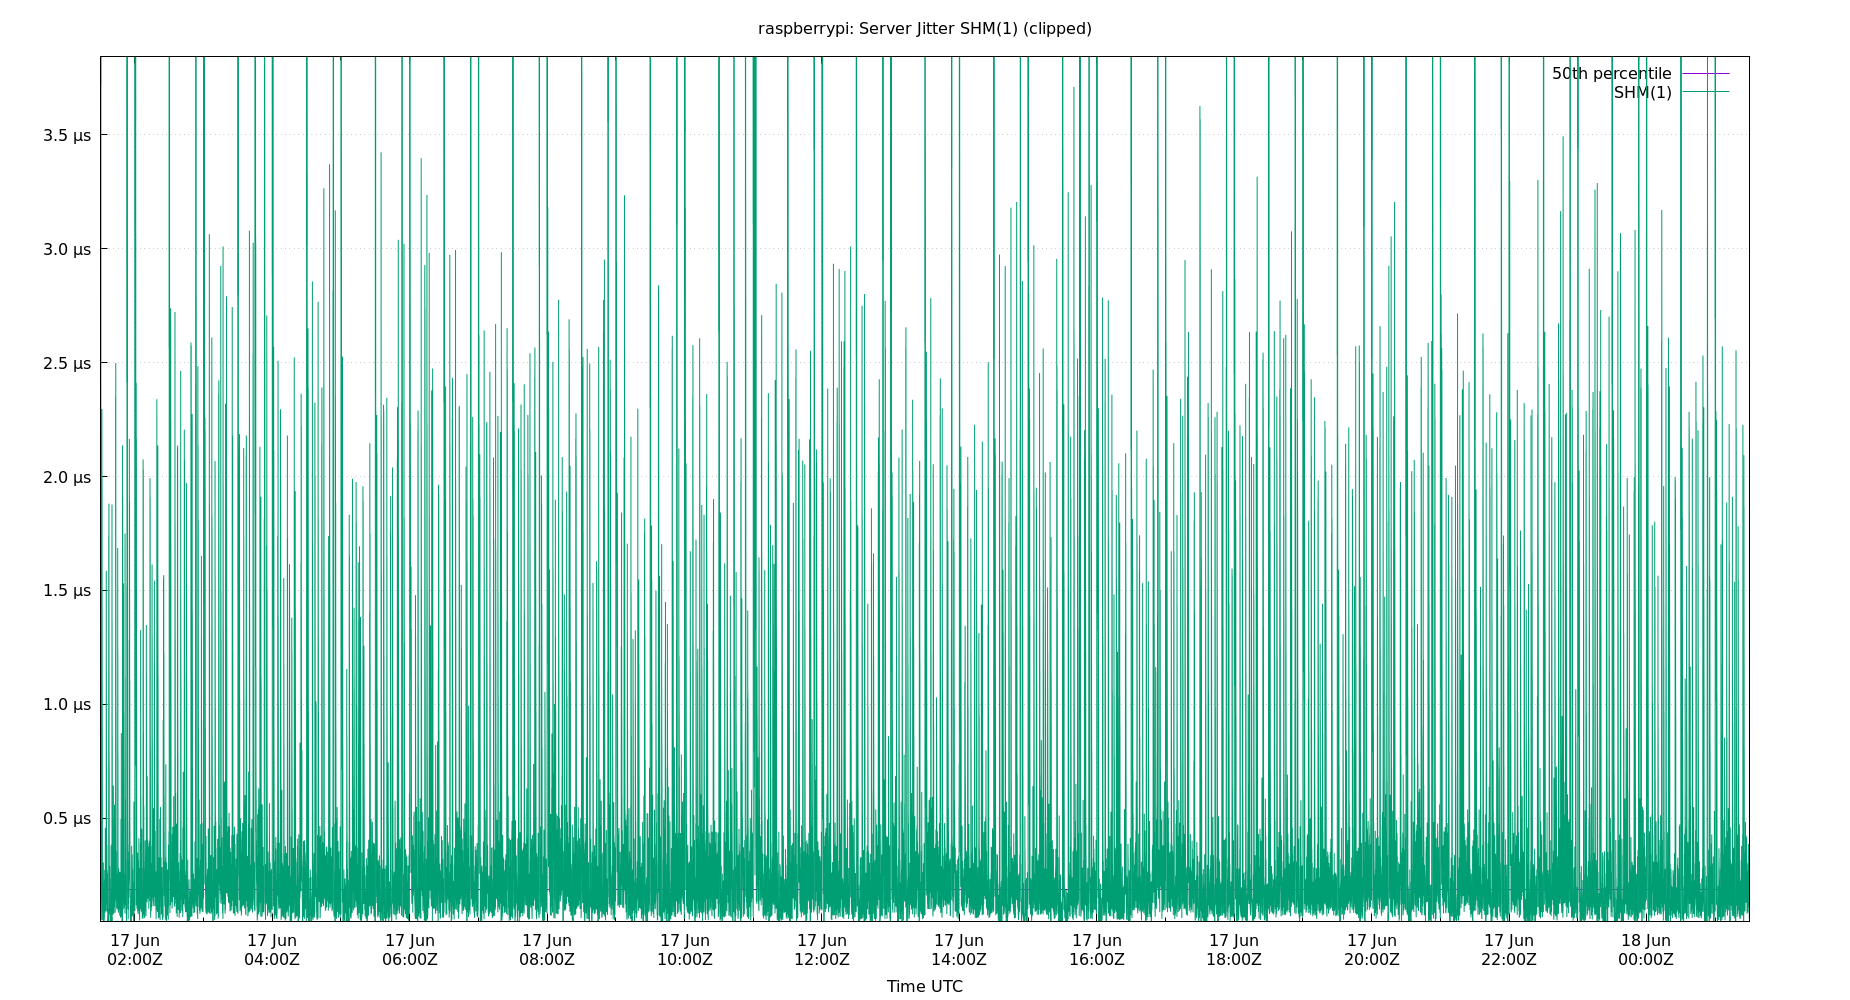 raspberrypi: Server Jitter SHM(1) (clipped)
50th percentile
SHM(1)
3.5 µs
3.0 µs
2.5 µs
2.0 µs
1.5 µs
1.0 µs
0.5 µs
17 Jun 17 Jun 17 Jun 17 Jun 17 Jun 17 Jun 17 Jun 17 Jun 17 Jun 17 Jun 17 Jun 18 Jun
02:00Z 04:00Z 06:00Z 08:00Z 10:00Z 12:00Z 14:00Z 16:00Z 18:00Z 20:00Z 22:00Z 00:00Z
Time UTC